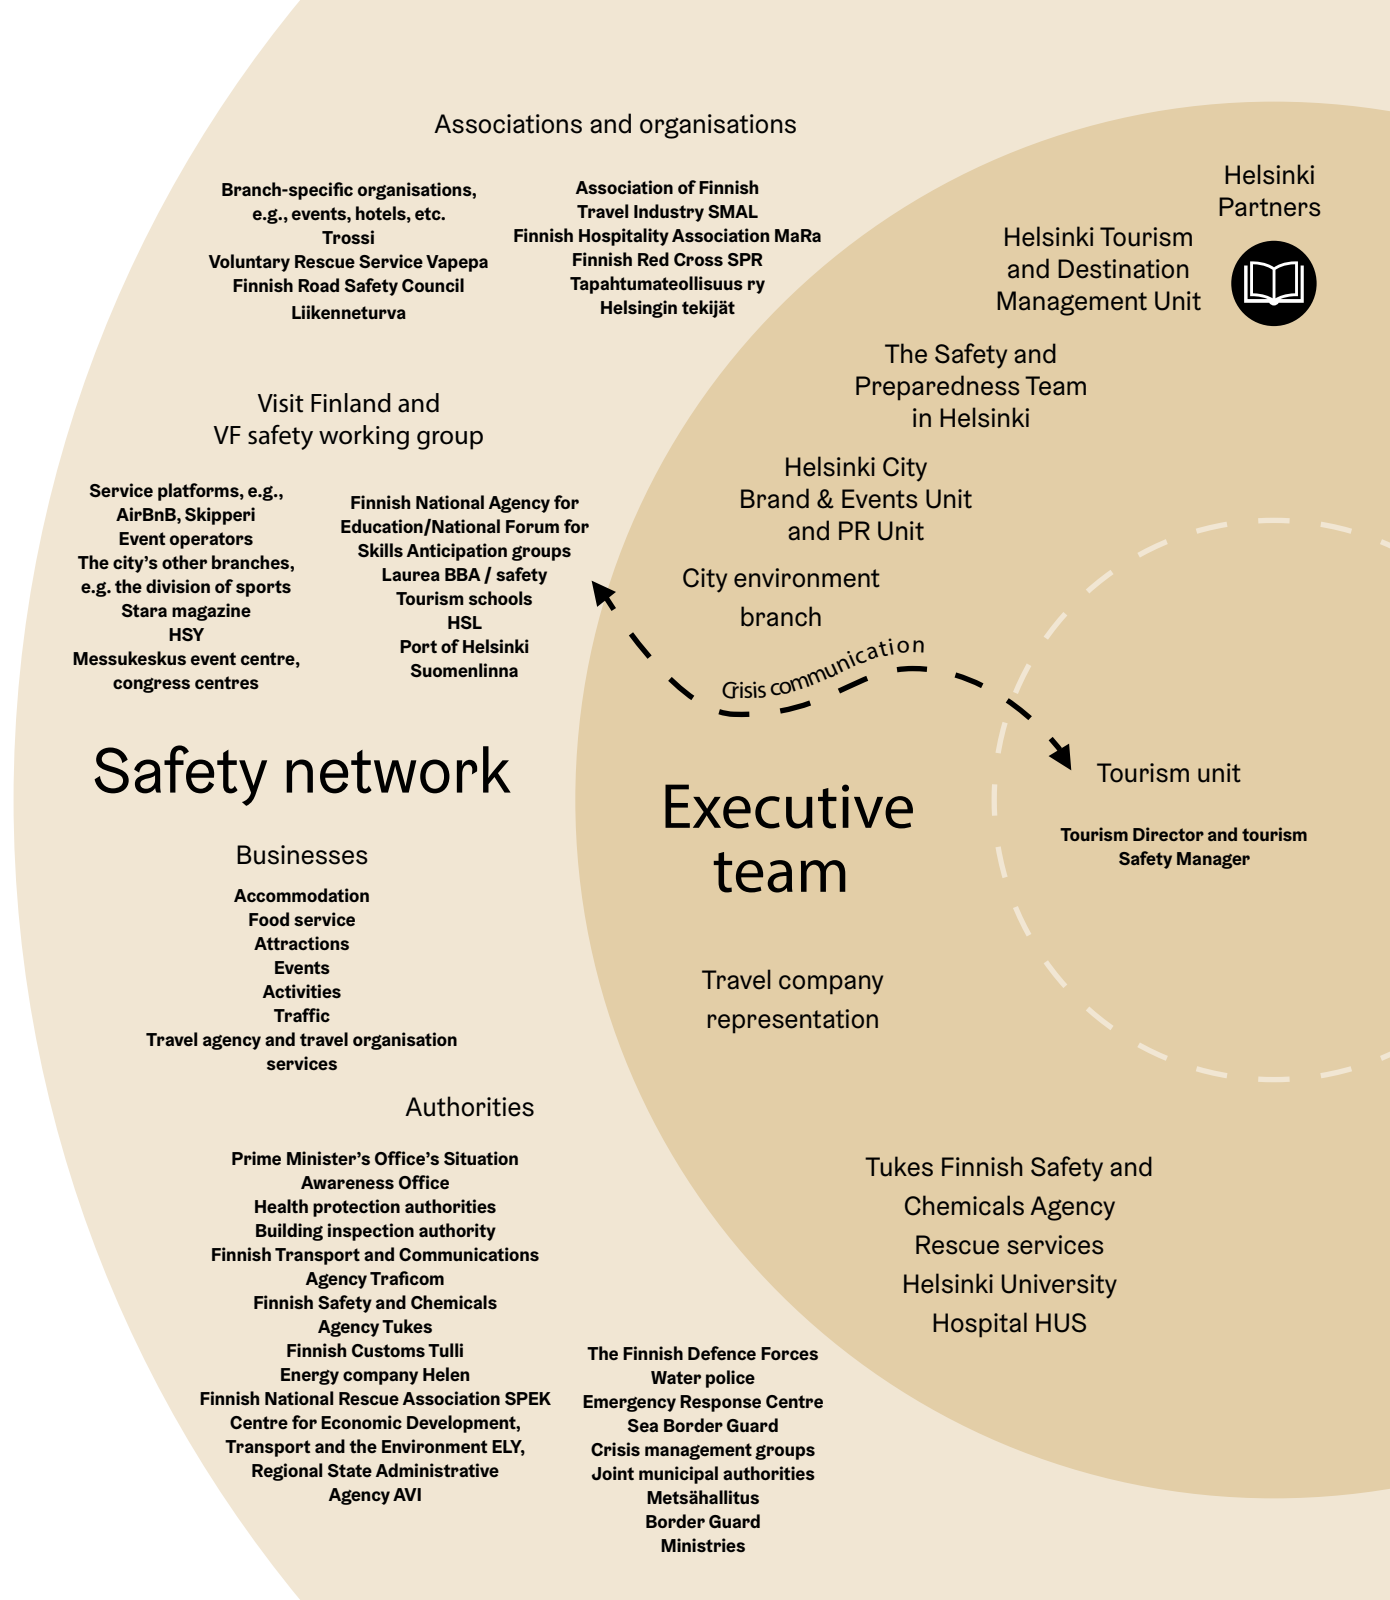 Associations and organisations
Branch-specific organisations,
e.g., events, hotels, etc.
Trossi
Voluntary Rescue Service Vapepa
Finnish Road Safety Council
Liikenneturva
Association of Finnish
Travel Industry SMAL
Finnish Hospitality Association MaRa
Finnish Red Cross SPR
Tapahtumateollisuus ry
Helsingin tekijät
Helsinki
Partners
Helsinki Tourism
and Destination
Management Unit
The Safety and
Preparedness Team
in Helsinki
Helsinki City
Brand & Events Unit
and PR Unit
City environment
branch
Visit Finland and
VF safety working group
Service platforms, e.g.,
AirBnB, Skipperi
Event operators
The city’s other branches,
e.g. the division of sports
Stara magazine
HSY
Messukeskus event centre,
congress centres
Finnish National Agency for
Education/National Forum for
Skills Anticipation groups
Laurea BBA / safety
Tourism schools
HSL
Port of Helsinki
Suomenlinna
Crisis communication
Safety network
Executive
team
Tourism unit
Tourism Director and tourism
Safety Manager
Businesses
Accommodation
Food service
Attractions
Events
Activities
Traffic
Travel agency and travel organisation
services
Travel company
representation
Authorities
Prime Minister’s Office’s Situation
Awareness Office
Health protection authorities
Building inspection authority
Finnish Transport and Communications
Agency Traficom
Finnish Safety and Chemicals
Agency Tukes
Finnish Customs Tulli
Energy company Helen
Finnish National Rescue Association SPEK
Centre for Economic Development,
Transport and the Environment ELY,
Regional State Administrative
Agency AVI
The Finnish Defence Forces
Water police
Emergency Response Centre
Sea Border Guard
Crisis management groups
Joint municipal authorities
Metsähallitus
Border Guard
Ministries
Tukes Finnish Safety and
Chemicals Agency
Rescue services
Helsinki University
Hospital HUS